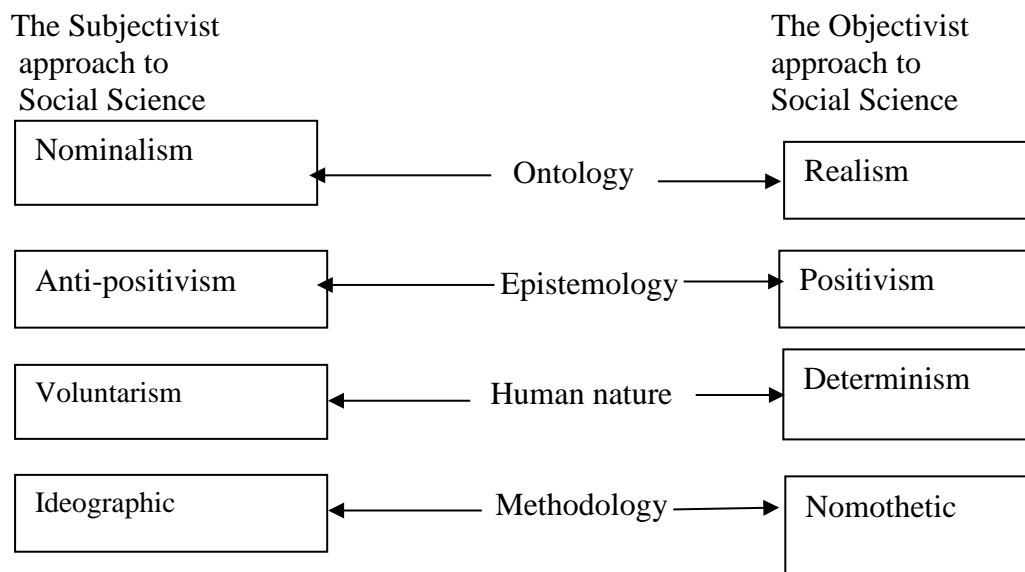 The Subjectivist
approach to
Social Science
The Objectivist
approach to
Social Science
Nominalism
Ontology
Realism
Anti-positivism
Epistemology
Positivism
Voluntarism
Human nature
Determinism
Ideographic
Methodology
Nomothetic